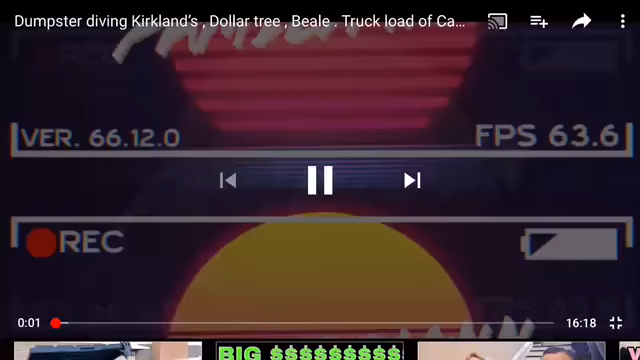 Dumpster diving Kirkland's , Dollar tree , Beale . Truck load of Ca...
VER. 66.12.0
FPS 63.6
REC
0:01
16:18
BIG $$$$$$$$$